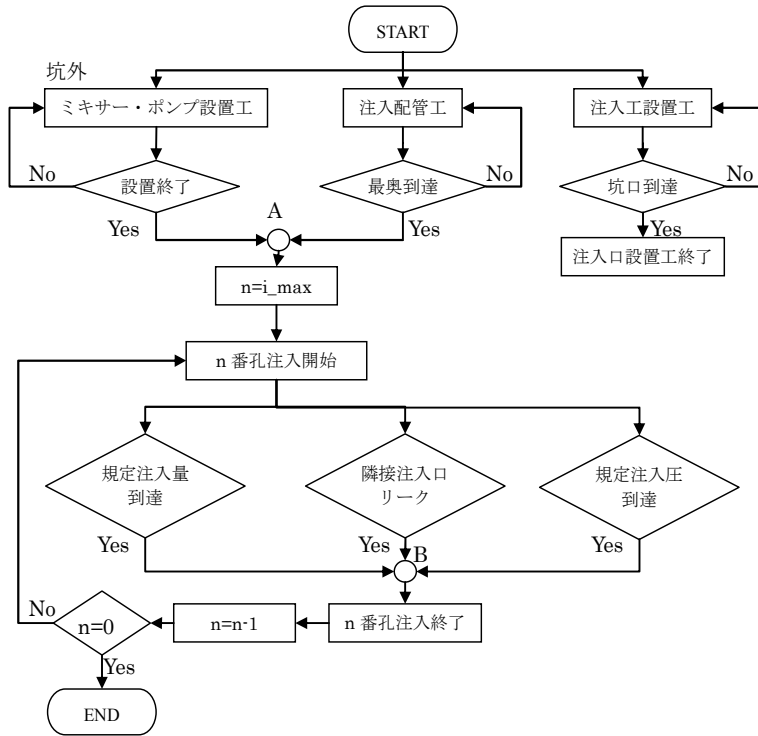 START
坑外
ミキサー・ポンプ設置工
注入配管工
注入工設置工
No
設置終了
最奥到達
No
坑口到達
No
Yes
A
Yes
Yes
注入口設置工終了
n=i_max
n 番孔注入開始
規定注入量
到達
隣接注入口
リーク
規定注入圧
到達
Yes
Yes
B
Yes
No
n=0
n=n-1
n 番孔注入終了
Yes
END